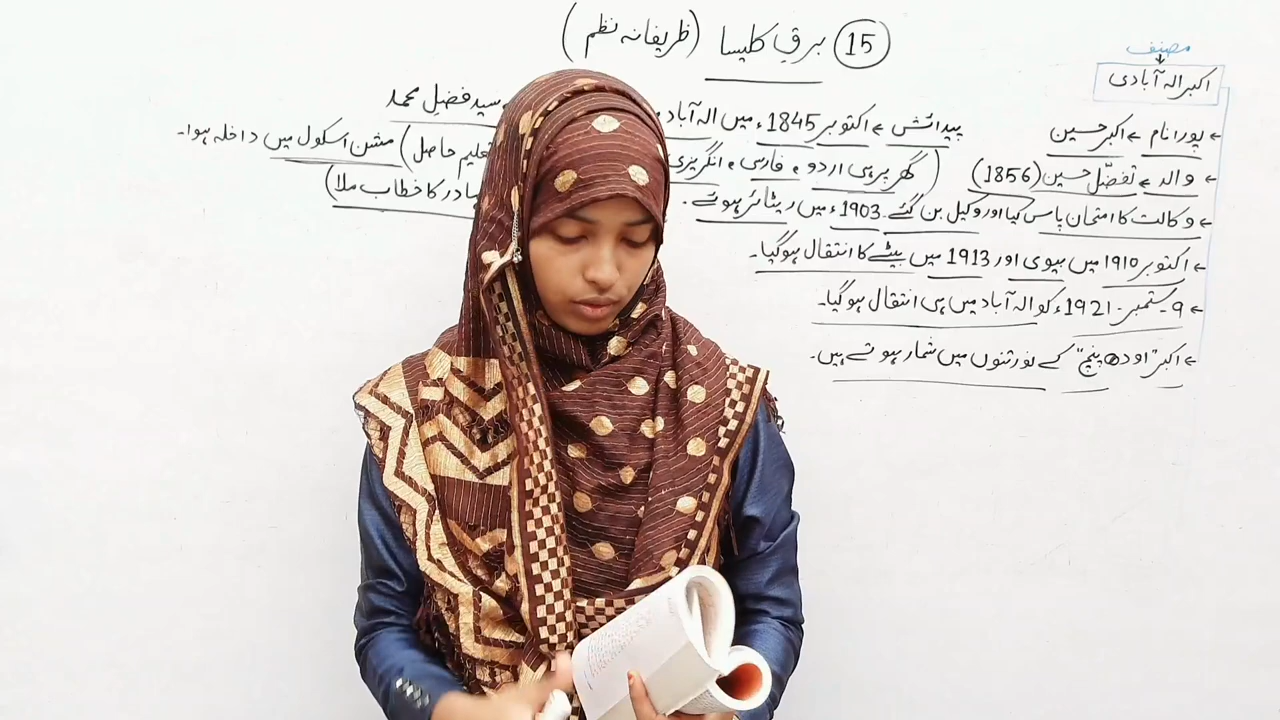 15 برقِ کلیسا (ظریفانہ نظم)
مصنف
اکبر الہ آبادی
پورا نام ← اکبر حسین پیدائش ← اکتوبر 1845ء میں الہ آباد سید فضلِ محمد
والد ← تفضّل حسین (1856) (گھر پر ہی اردو، فارسی، انگریزی تعلیم حاصل) مشن اسکول میں داخلہ ہوا۔
وکالت کا امتحان پاس کیا اور وکیل بن گئے۔ 1903ء میں ریٹائر ہوئے۔ کا خطاب ملا)
اکتوبر 1910 میں بیوی اور 1913 میں بیٹے کا انتقال ہوگیا۔
9 ستمبر 1921ء کو الہ آباد میں ہی انتقال ہوگیا۔
اکبر "اودھ پنچ" کے نورتنوں میں شمار ہوتے ہیں۔